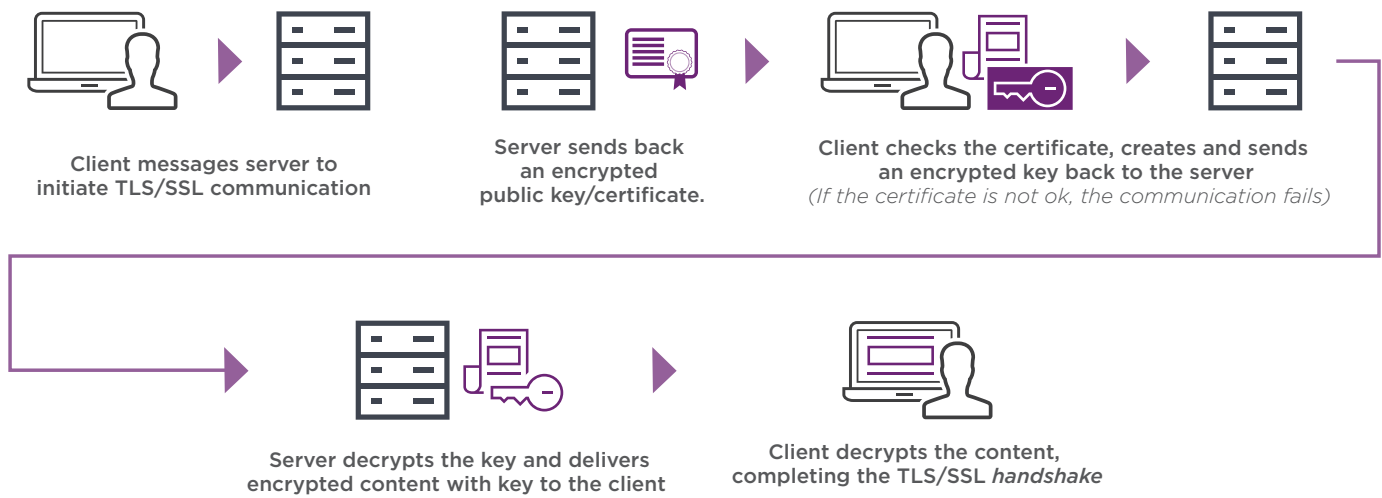 Client messages server to
initiate TLS/SSL communication
Server sends back
an encrypted
public key/certificate.
Client checks the certificate, creates and sends
an encrypted key back to the server
(If the certificate is not ok, the communication fails)
Server decrypts the key and delivers
encrypted content with key to the client
Client decrypts the content,
completing the TLS/SSL handshake